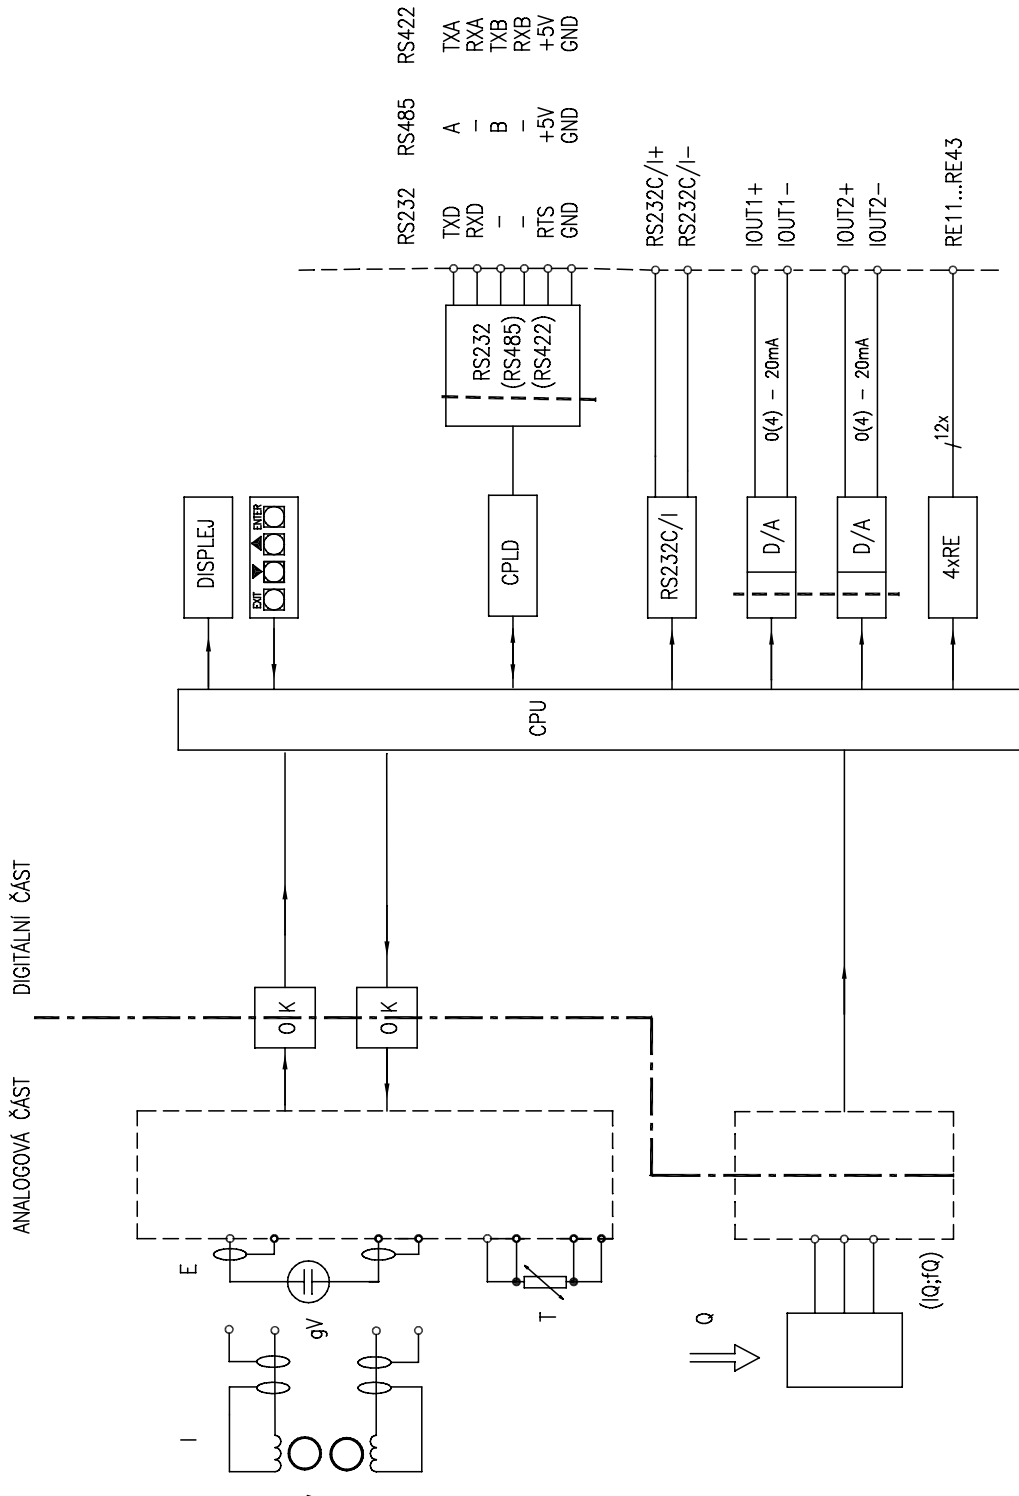 RS232
RS485
RS422
TXD
A
TXA
RXD
-
RXA
-
B
TXB
-
-
RXB
RTS
+5V
+5V
GND
GND
GND
RS232C/I+
RS232C/I-
IOUT1+
IOUT1-
IOUT2+
IOUT2-
RE11...RE43
RS232
(RS485)
(RS422)
0(4) - 20mA
0(4) - 20mA
12x
DISPLEJ
EXIT
ENTER
CPLD
RS232C/I
D/A
D/A
4xRE
CPU
ANALOGOVÁ ČÁST
DIGITÁLNÍ ČÁST
OK
OK
E
gV
T
I
Q
(IQ;fQ)